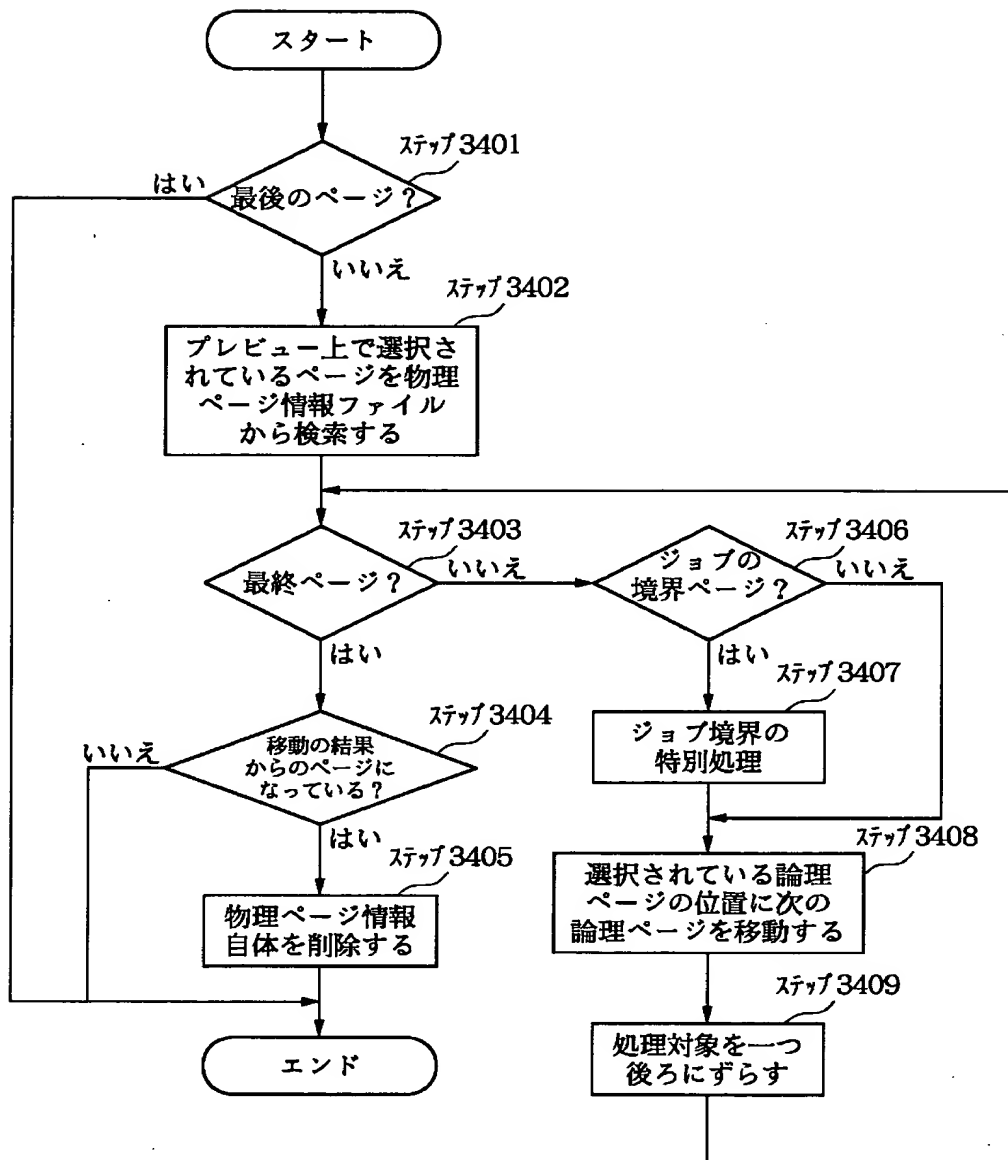 スタート
ステップ3401
はい
最後のページ？
いいえ
ステップ3402
プレビュー上で選択さ
れているページを物理
ページ情報ファイル
から検索する
ステップ3403
最終ページ？
いいえ
はい
ステップ3406
ジョブの
境界ページ？
いいえ
はい
ステップ3407
ジョブ境界の
特別処理
ステップ3404
移動の結果
からのページに
なっている？
いいえ
はい
ステップ3405
物理ページ情報
自体を削除する
ステップ3408
選択されている論理
ページの位置に次の
論理ページを移動する
ステップ3409
処理対象を一つ
後ろにずらす
エンド